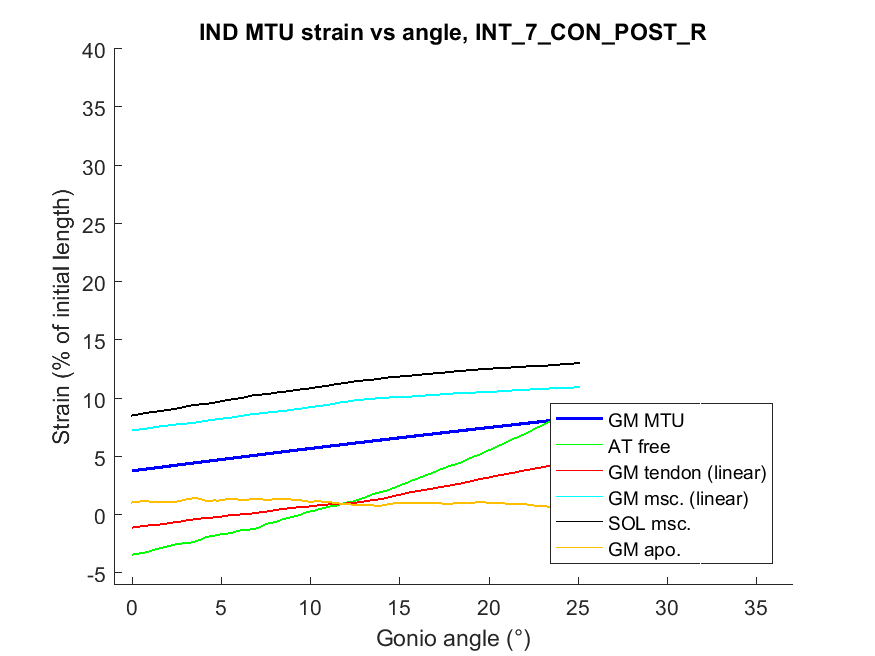 IND MTU strain vs angle, INT_7_CON_POST_R
40
35
30
25
20
15
10
5
0
-5
Strain (% of initial length)
GM MTU
AT free
GM tendon (linear)
GM msc. (linear)
SOL msc.
GM apo.
0 5 10 15 20 25 30 35
Gonio angle (°)